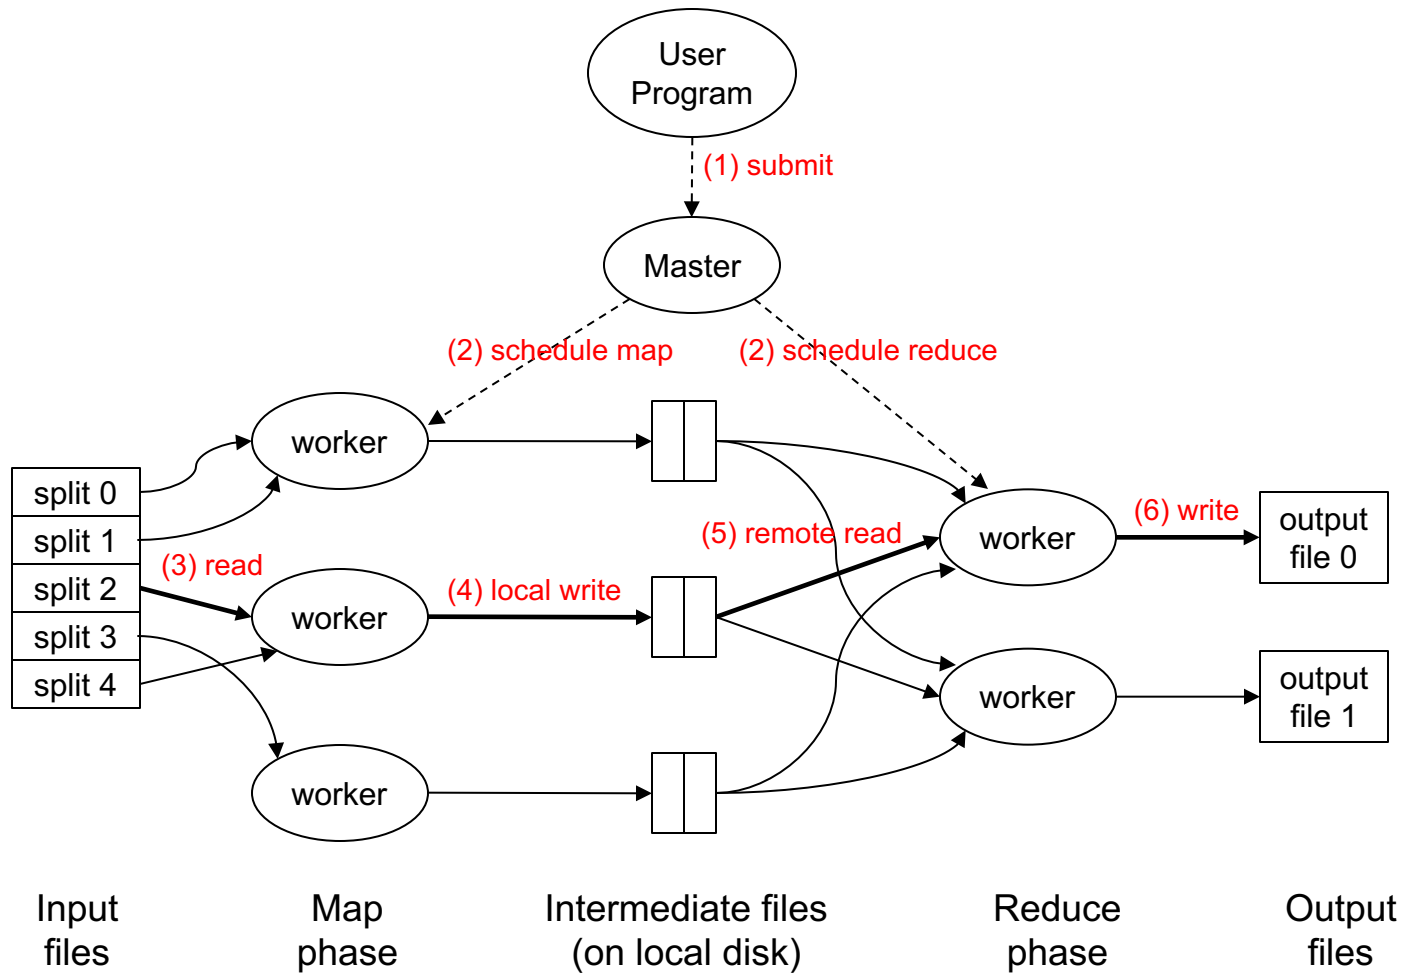 User
Program
(1) submit
Master
(2) schedule map
(2) schedule reduce
worker
split 0
split 1
split 2
split 3
split 4
(3) read
worker
(4) local write
worker
(5) remote read
worker
(6) write
output
file 0
worker
output
file 1
Input
files
Map
phase
Intermediate files
(on local disk)
Reduce
phase
Output
files